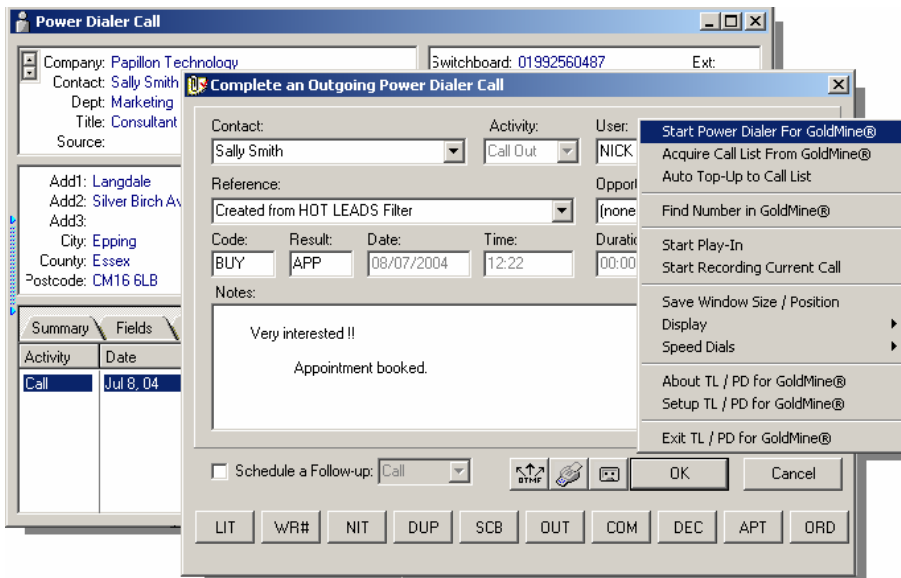 Power Dialer Call
Company: Papillon Technology
Contact: Sally Smith
Dept: Marketing
Title: Consultant
Source:
Switchboard: 01992560487 Ext:
Add1: Langdale
Add2: Silver Birch Av
Add3:
City: Epping
County: Essex
Postcode: CM16 6LB
Summary Fields
Activity Date
Call Jul 8, 04
Complete an Outgoing Power Dialer Call
Contact: Activity: User:
Sally Smith Call Out NICK
Reference: Opport
Created from HOT LEADS Filter (none
Code: Result: Date: Time: Duratio
BUY APP 08/07/2004 12:22 00:00
Notes:
Very interested !!
Appointment booked.
Schedule a Follow-up: Call DTMF OK Cancel
LIT WR# NIT DUP SCB OUT COM DEC APT ORD
Start Power Dialer For GoldMine®
Acquire Call List From GoldMine®
Auto Top-Up to Call List
Find Number in GoldMine®
Start Play-In
Start Recording Current Call
Save Window Size / Position
Display
Speed Dials
About TL / PD for GoldMine®
Setup TL / PD for GoldMine®
Exit TL / PD for GoldMine®